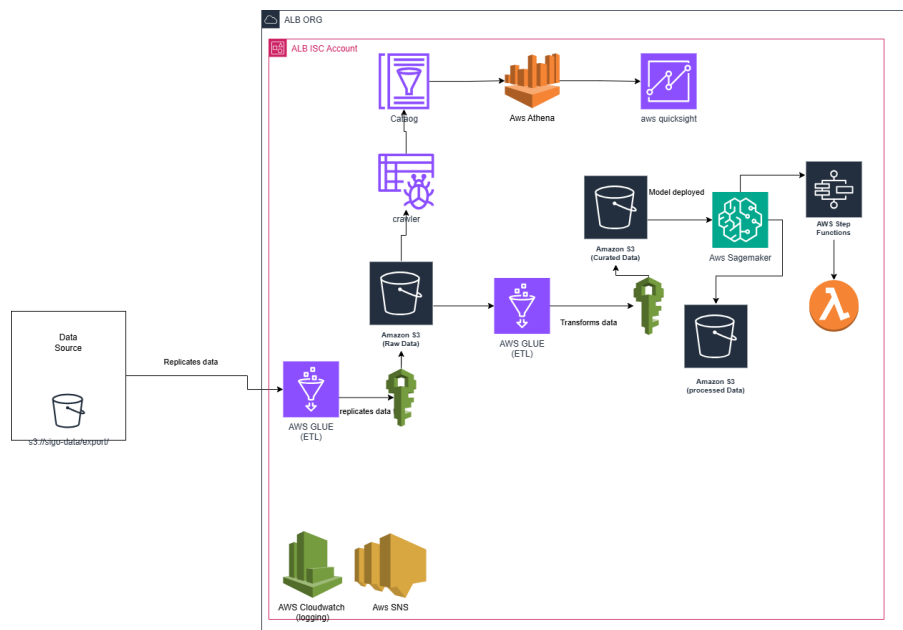 ALB ORG
ALB ISC Account
Cataog
Aws Athena
aws quicksight
crawler
Model deployed
Amazon S3
(Curated Data)
Aws Sagemaker
AWS Step
Functions
Data
Source
s3://sigo-data/export/
Replicates data
Amazon S3
(Raw Data)
AWS GLUE
(ETL)
Transforms data
Amazon S3
(processed Data)
AWS GLUE
(ETL)
replicates data
AWS Cloudwatch
(logging)
Aws SNS